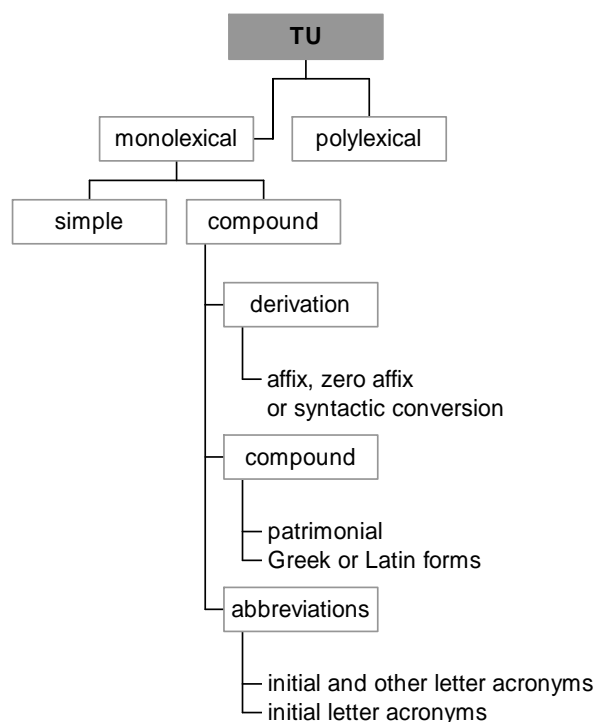 TU
monolexical
polylexical
simple
compound
derivation
affix, zero affix
or syntactic conversion
compound
patrimonial
Greek or Latin forms
abbreviations
initial and other letter acronyms
initial letter acronyms